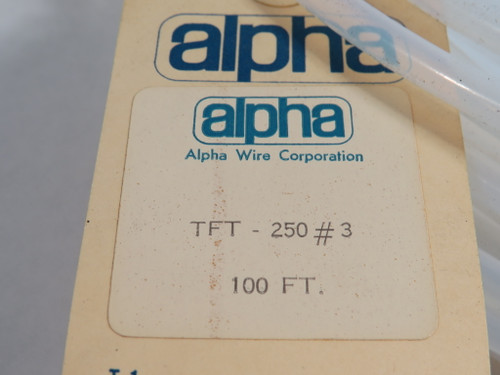 alpha
alpha
Alpha Wire Corporation
TFT - 250 # 3
100 FT.